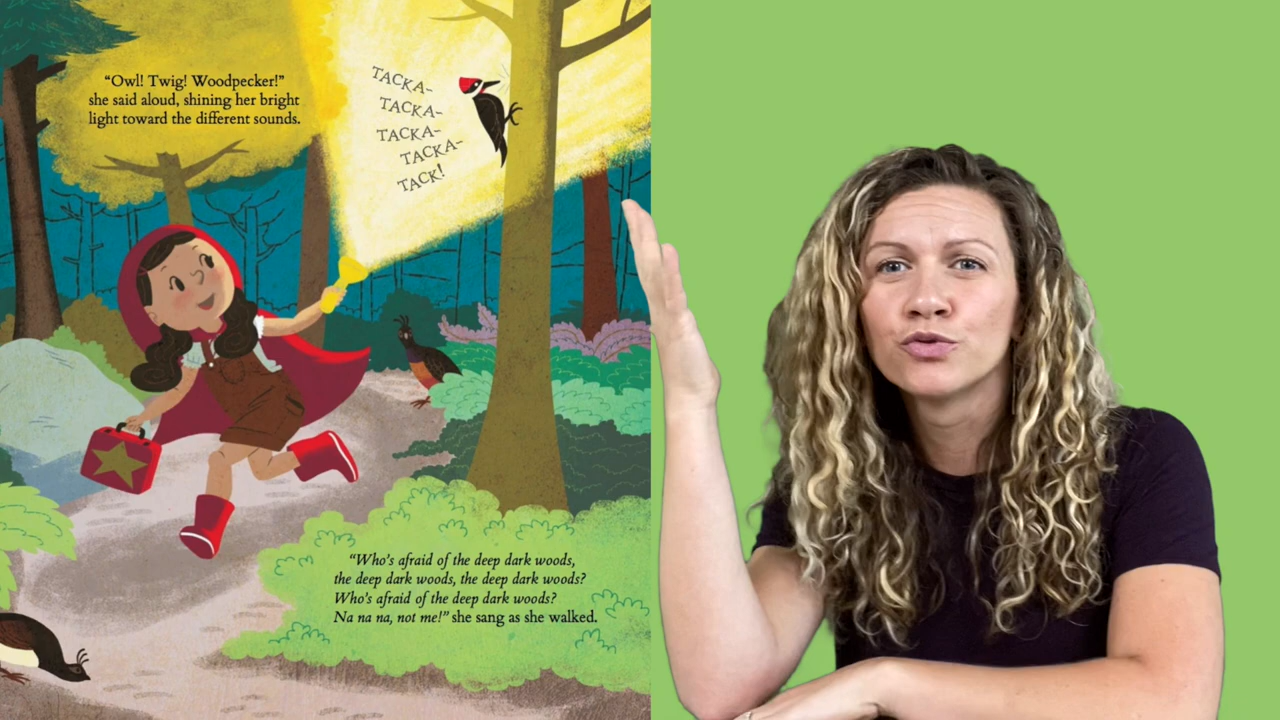 “Owl! Twig! Woodpecker!”
she said aloud, shining her bright
light toward the different sounds.
TACKA-
TACKA-
TACKA-
TACKA-
TACK!
“Who’s afraid of the deep dark woods,
the deep dark woods, the deep dark woods?
Who’s afraid of the deep dark woods?
Na na na, not me!” she sang as she walked.